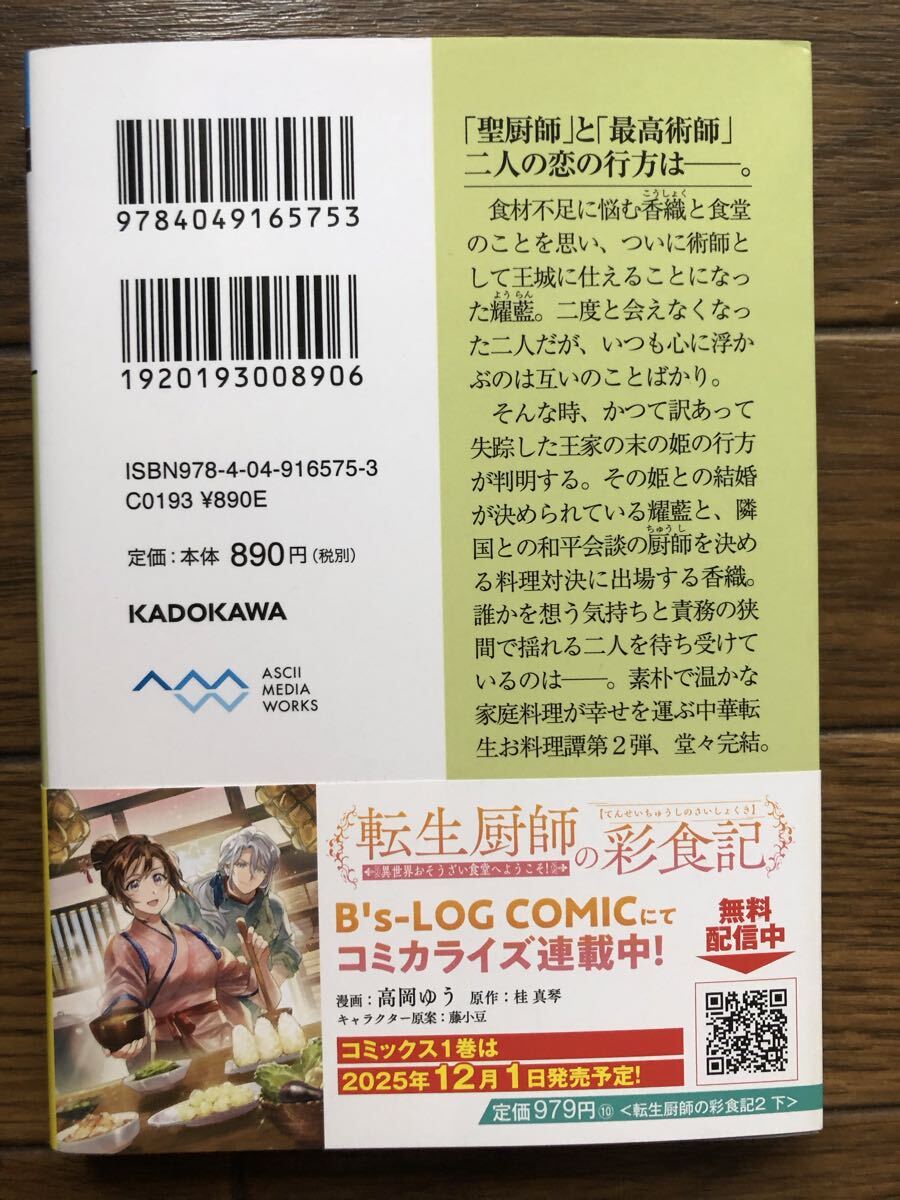 9784049165753
1920193008906
ISBN978-4-04-916575-3
C0193 ¥890E
定価:本体 890円(税別)
KADOKAWA
ASCII
MEDIA
WORKS
「聖厨師」と「最高術師」
二人の恋の行方は――。
こうしょく
食材不足に悩む香織と食堂
のことを思い、ついに術師と
して王城に仕えることになっ
ようらん
た耀藍。二度と会えなくなっ
た二人だが、いつも心に浮か
ぶのは互いのことばかり。
そんな時、かつて訳あって
失踪した王家の末の姫の行方
が判明する。その姫との結婚
が決められている耀藍と、隣
ちゅうし
国との和平会談の厨師を決め
る料理対決に出場する香織。
誰かを想う気持ちと責務の狭
間で揺れる二人を待ち受けて
いるのは――。素朴で温かな
家庭料理が幸せを運ぶ中華転
生お料理譚第2弾、堂々完結。
【てんせいちゅうしのさいしょくき】
転生厨師の彩食記
異世界おそうざい食堂へようこそ!
B's-LOG COMICにて
コミカライズ連載中!
無料
配信中
漫画:高岡ゆう 原作:桂 真琴
キャラクター原案:藤小豆
コミックス1巻は
2025年12月1日発売予定!
定価979円⑩ <転生厨師の彩食記2 下>